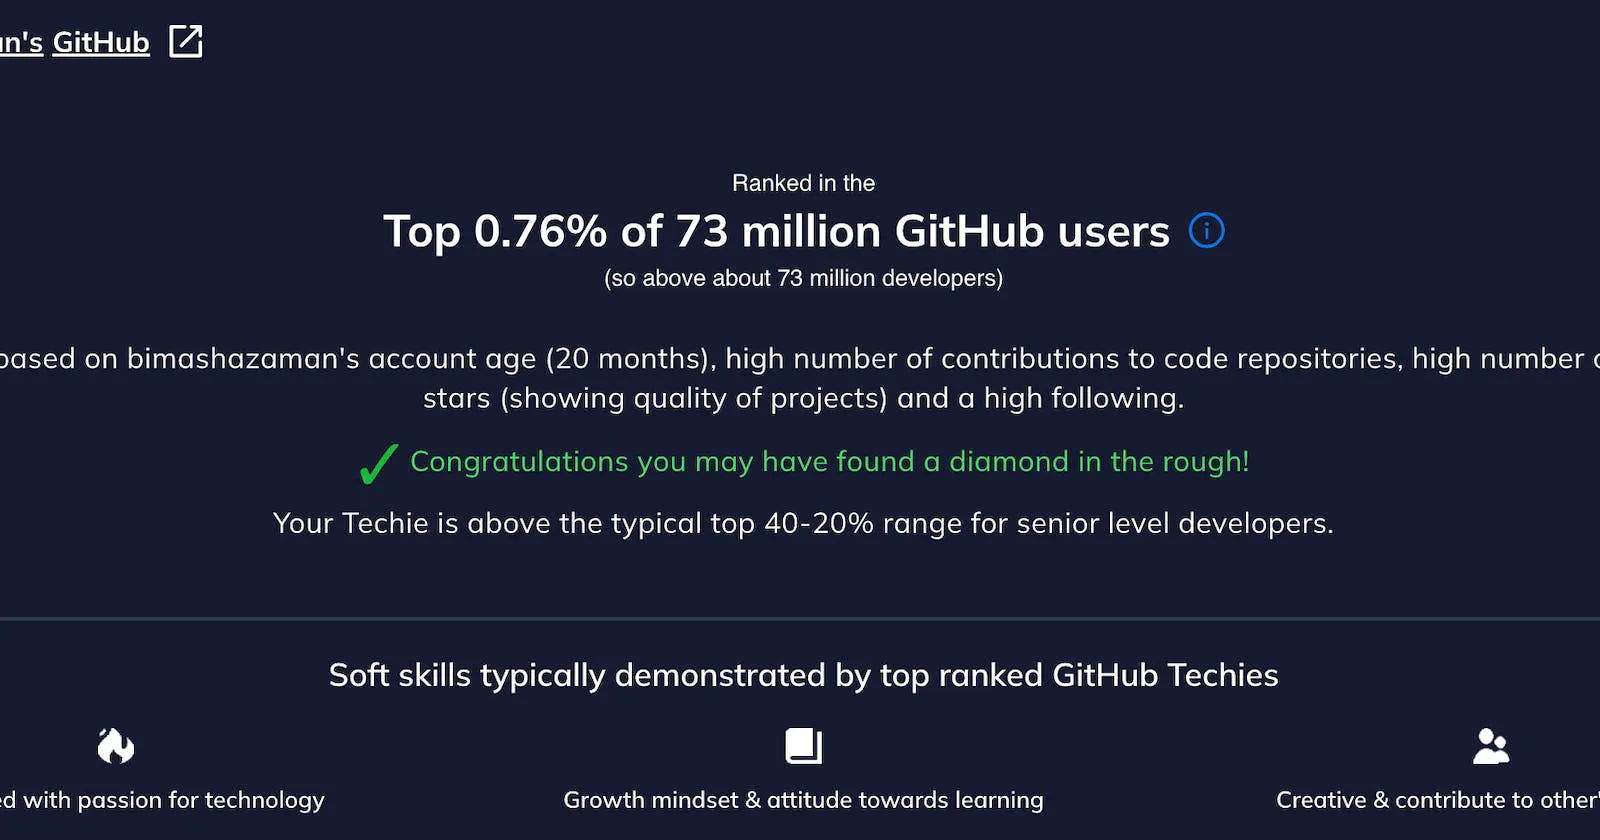 an's GitHub
Ranked in the
Top 0.76% of 73 million GitHub users
(so above about 73 million developers)
based on bimashazaman's account age (20 months), high number of contributions to code repositories, high number
stars (showing quality of projects) and a high following.
Congratulations you may have found a diamond in the rough!
Your Techie is above the typical top 40-20% range for senior level developers.
Soft skills typically demonstrated by top ranked GitHub Techies
ed with passion for technology
Growth mindset & attitude towards learning
Creative & contribute to other'